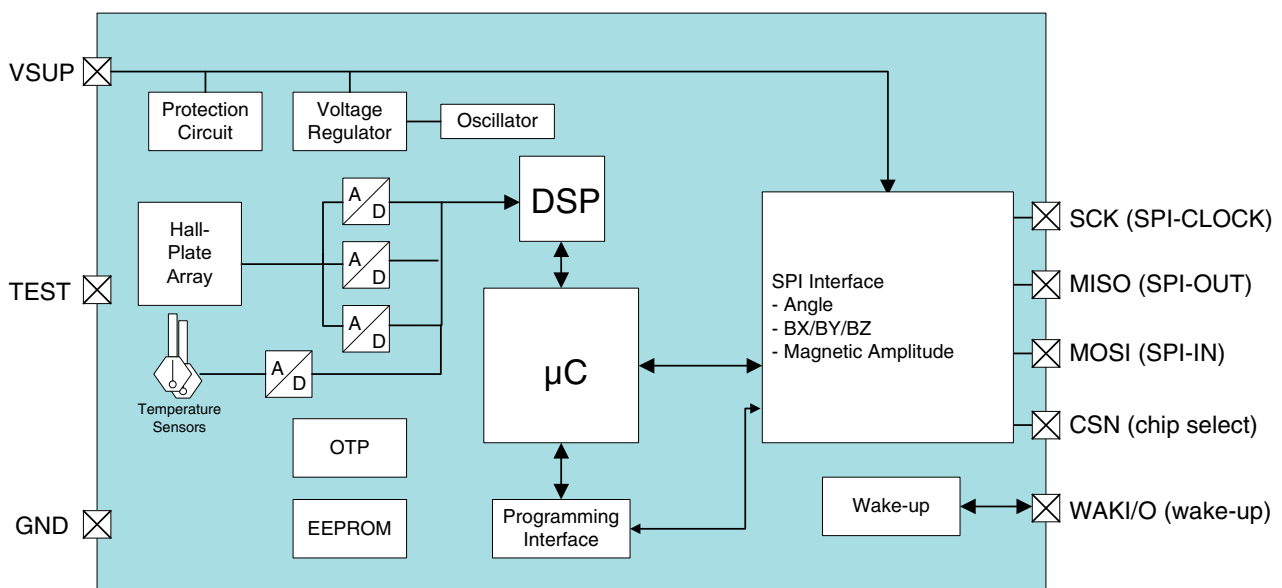 VSUP
Protection
Circuit
Voltage
Regulator
Oscillator
A
D
DSP
Hall-
Plate
Array
A
D
A
D
A
D
Temperature
Sensors
TEST
GND
OTP
EEPROM
µC
Programming
Interface
SPI Interface
- Angle
- BX/BY/BZ
- Magnetic Amplitude
Wake-up
SCK (SPI-CLOCK)
MISO (SPI-OUT)
MOSI (SPI-IN)
CSN (chip select)
WAKI/O (wake-up)